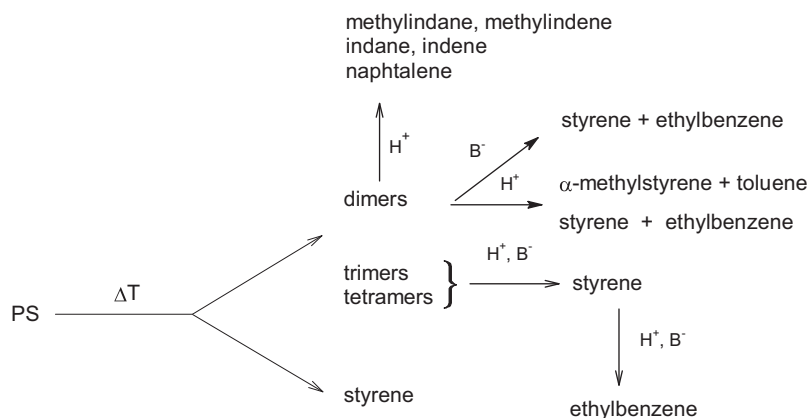 methylindane, methylindene
indane, indene
naphtalene
H⁺
styrene + ethylbenzene
B⁻
H⁺
α-methylstyrene + toluene
dimers
styrene + ethylbenzene
H⁺, B⁻
trimers
tetramers }
styrene
ΔT
PS
H⁺, B⁻
styrene
ethylbenzene